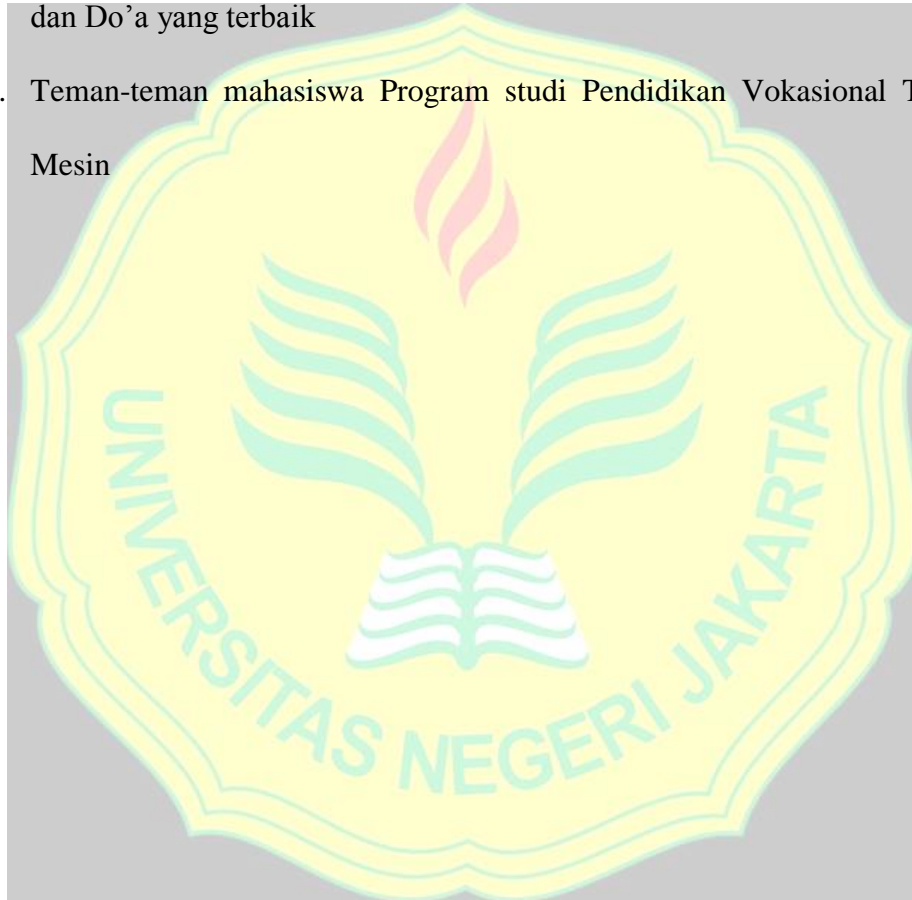 dan Do’a yang terbaik
. Teman-teman mahasiswa Program studi Pendidikan Vokasional T
Mesin
UNIVERSITAS NEGERI JAKARTA